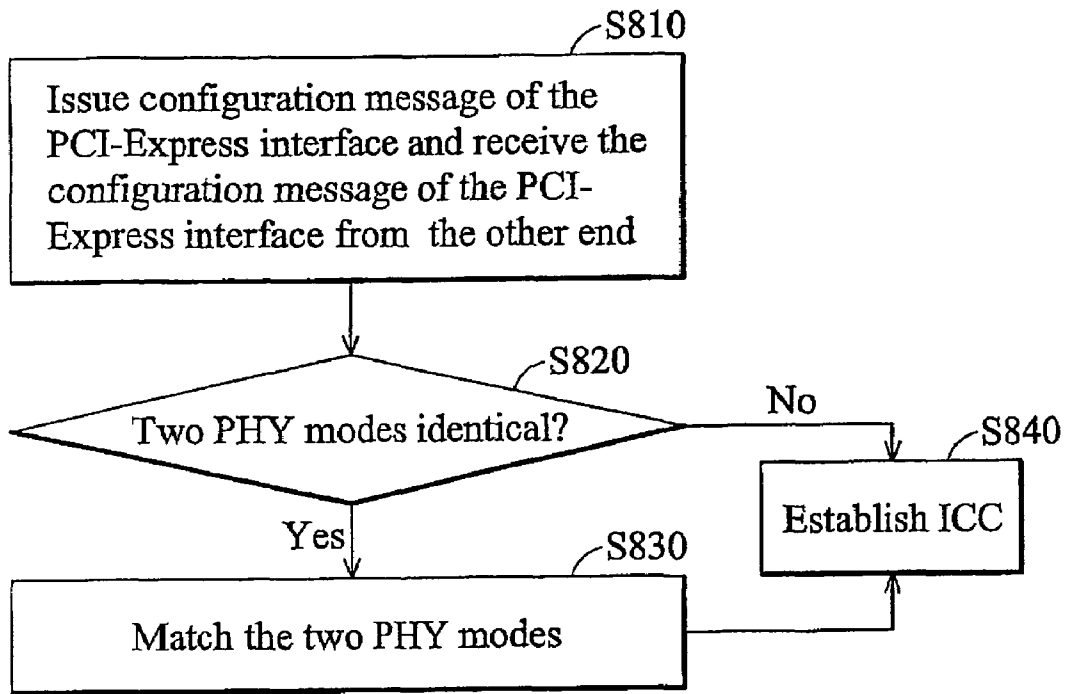 S810
Issue configuration message of the
PCI-Express interface and receive the
configuration message of the PCI-
Express interface from the other end
S820
Two PHY modes identical?
No
S840
Establish ICC
Yes
S830
Match the two PHY modes